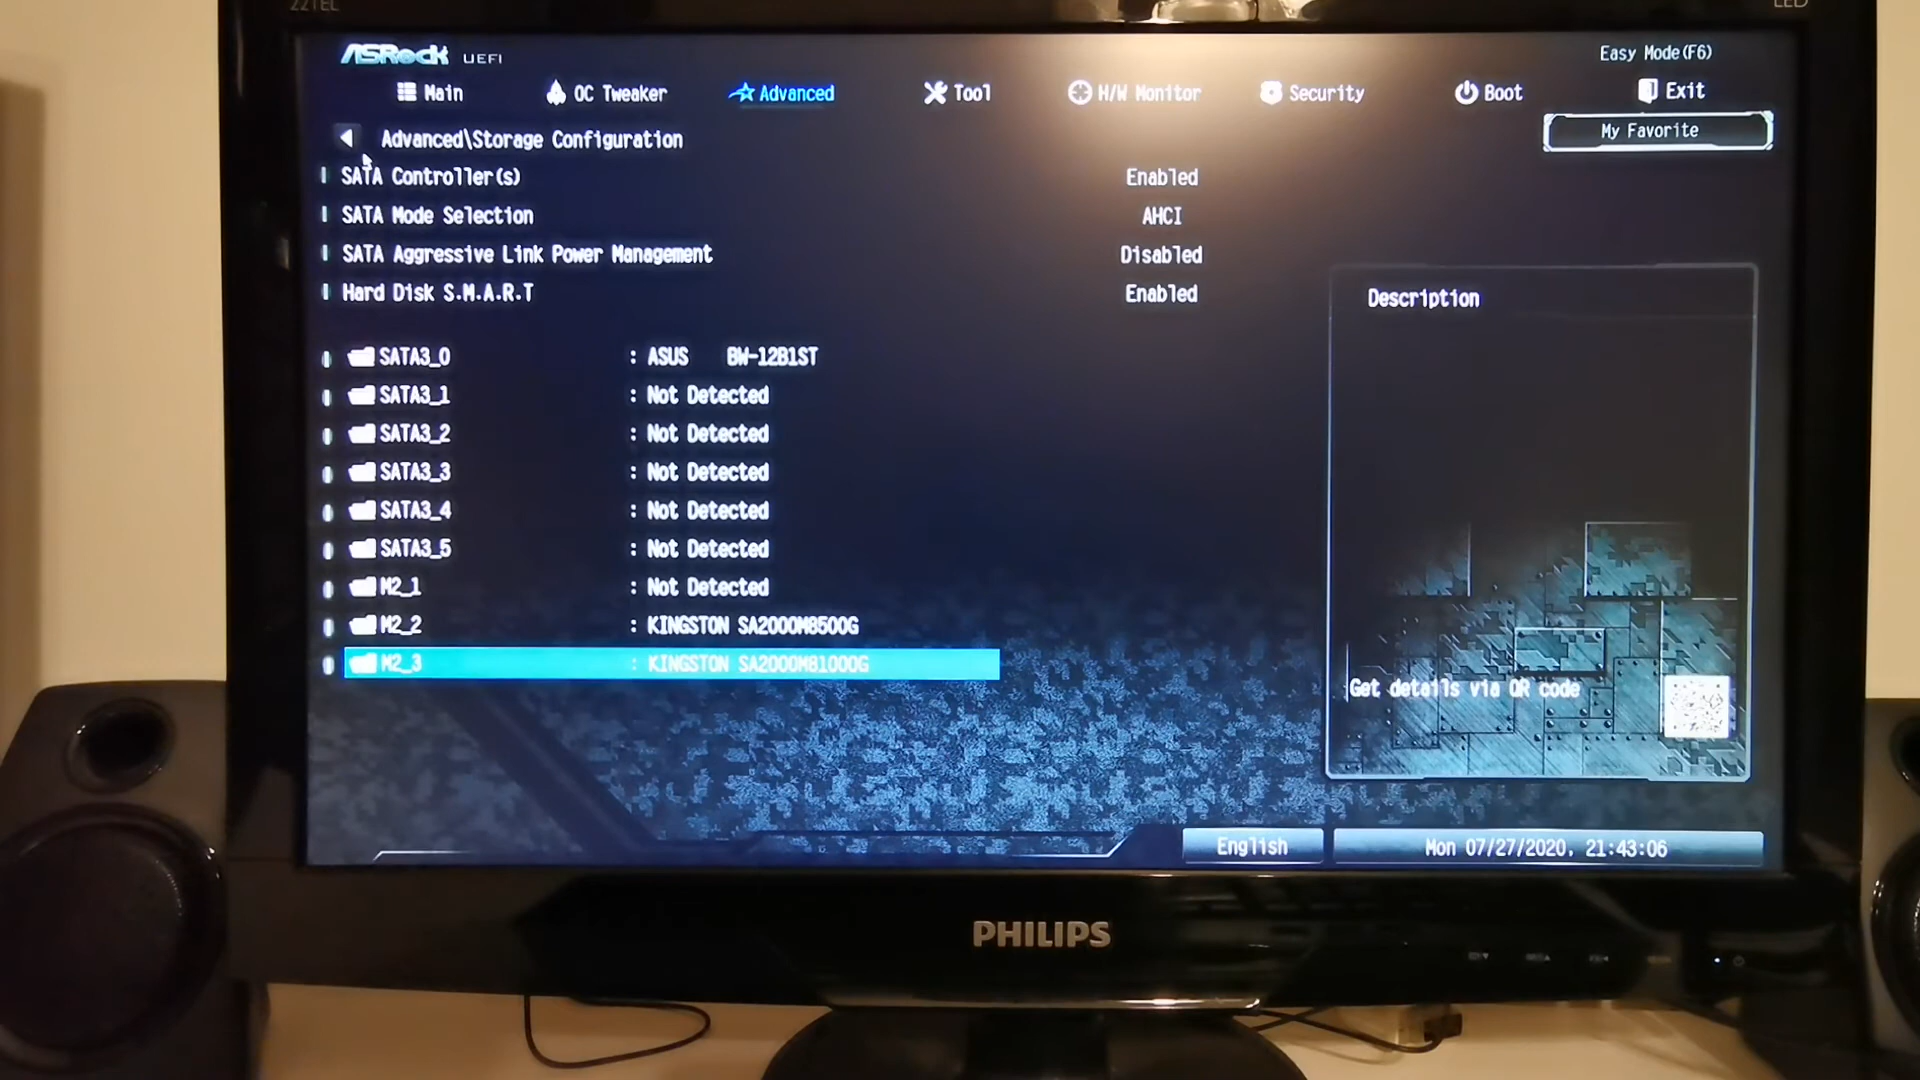 22TEL
LED
ASRock UEFI
Easy Mode(F6)
Main
OC Tweaker
Advanced
Tool
H/W Monitor
Security
Boot
Exit
My Favorite
Advanced\Storage Configuration
SATA Controller(s) Enabled
SATA Mode Selection AHCI
SATA Aggressive Link Power Management Disabled
Hard Disk S.M.A.R.T Enabled
SATA3_0 : ASUS BW-12B1ST
SATA3_1 : Not Detected
SATA3_2 : Not Detected
SATA3_3 : Not Detected
SATA3_4 : Not Detected
SATA3_5 : Not Detected
M2_1 : Not Detected
M2_2 : KINGSTON SA2000M8500G
M2_3 : KINGSTON SA2000M81000G
Description
Get details via QR code
English
Mon 07/27/2020, 21:43:06
PHILIPS